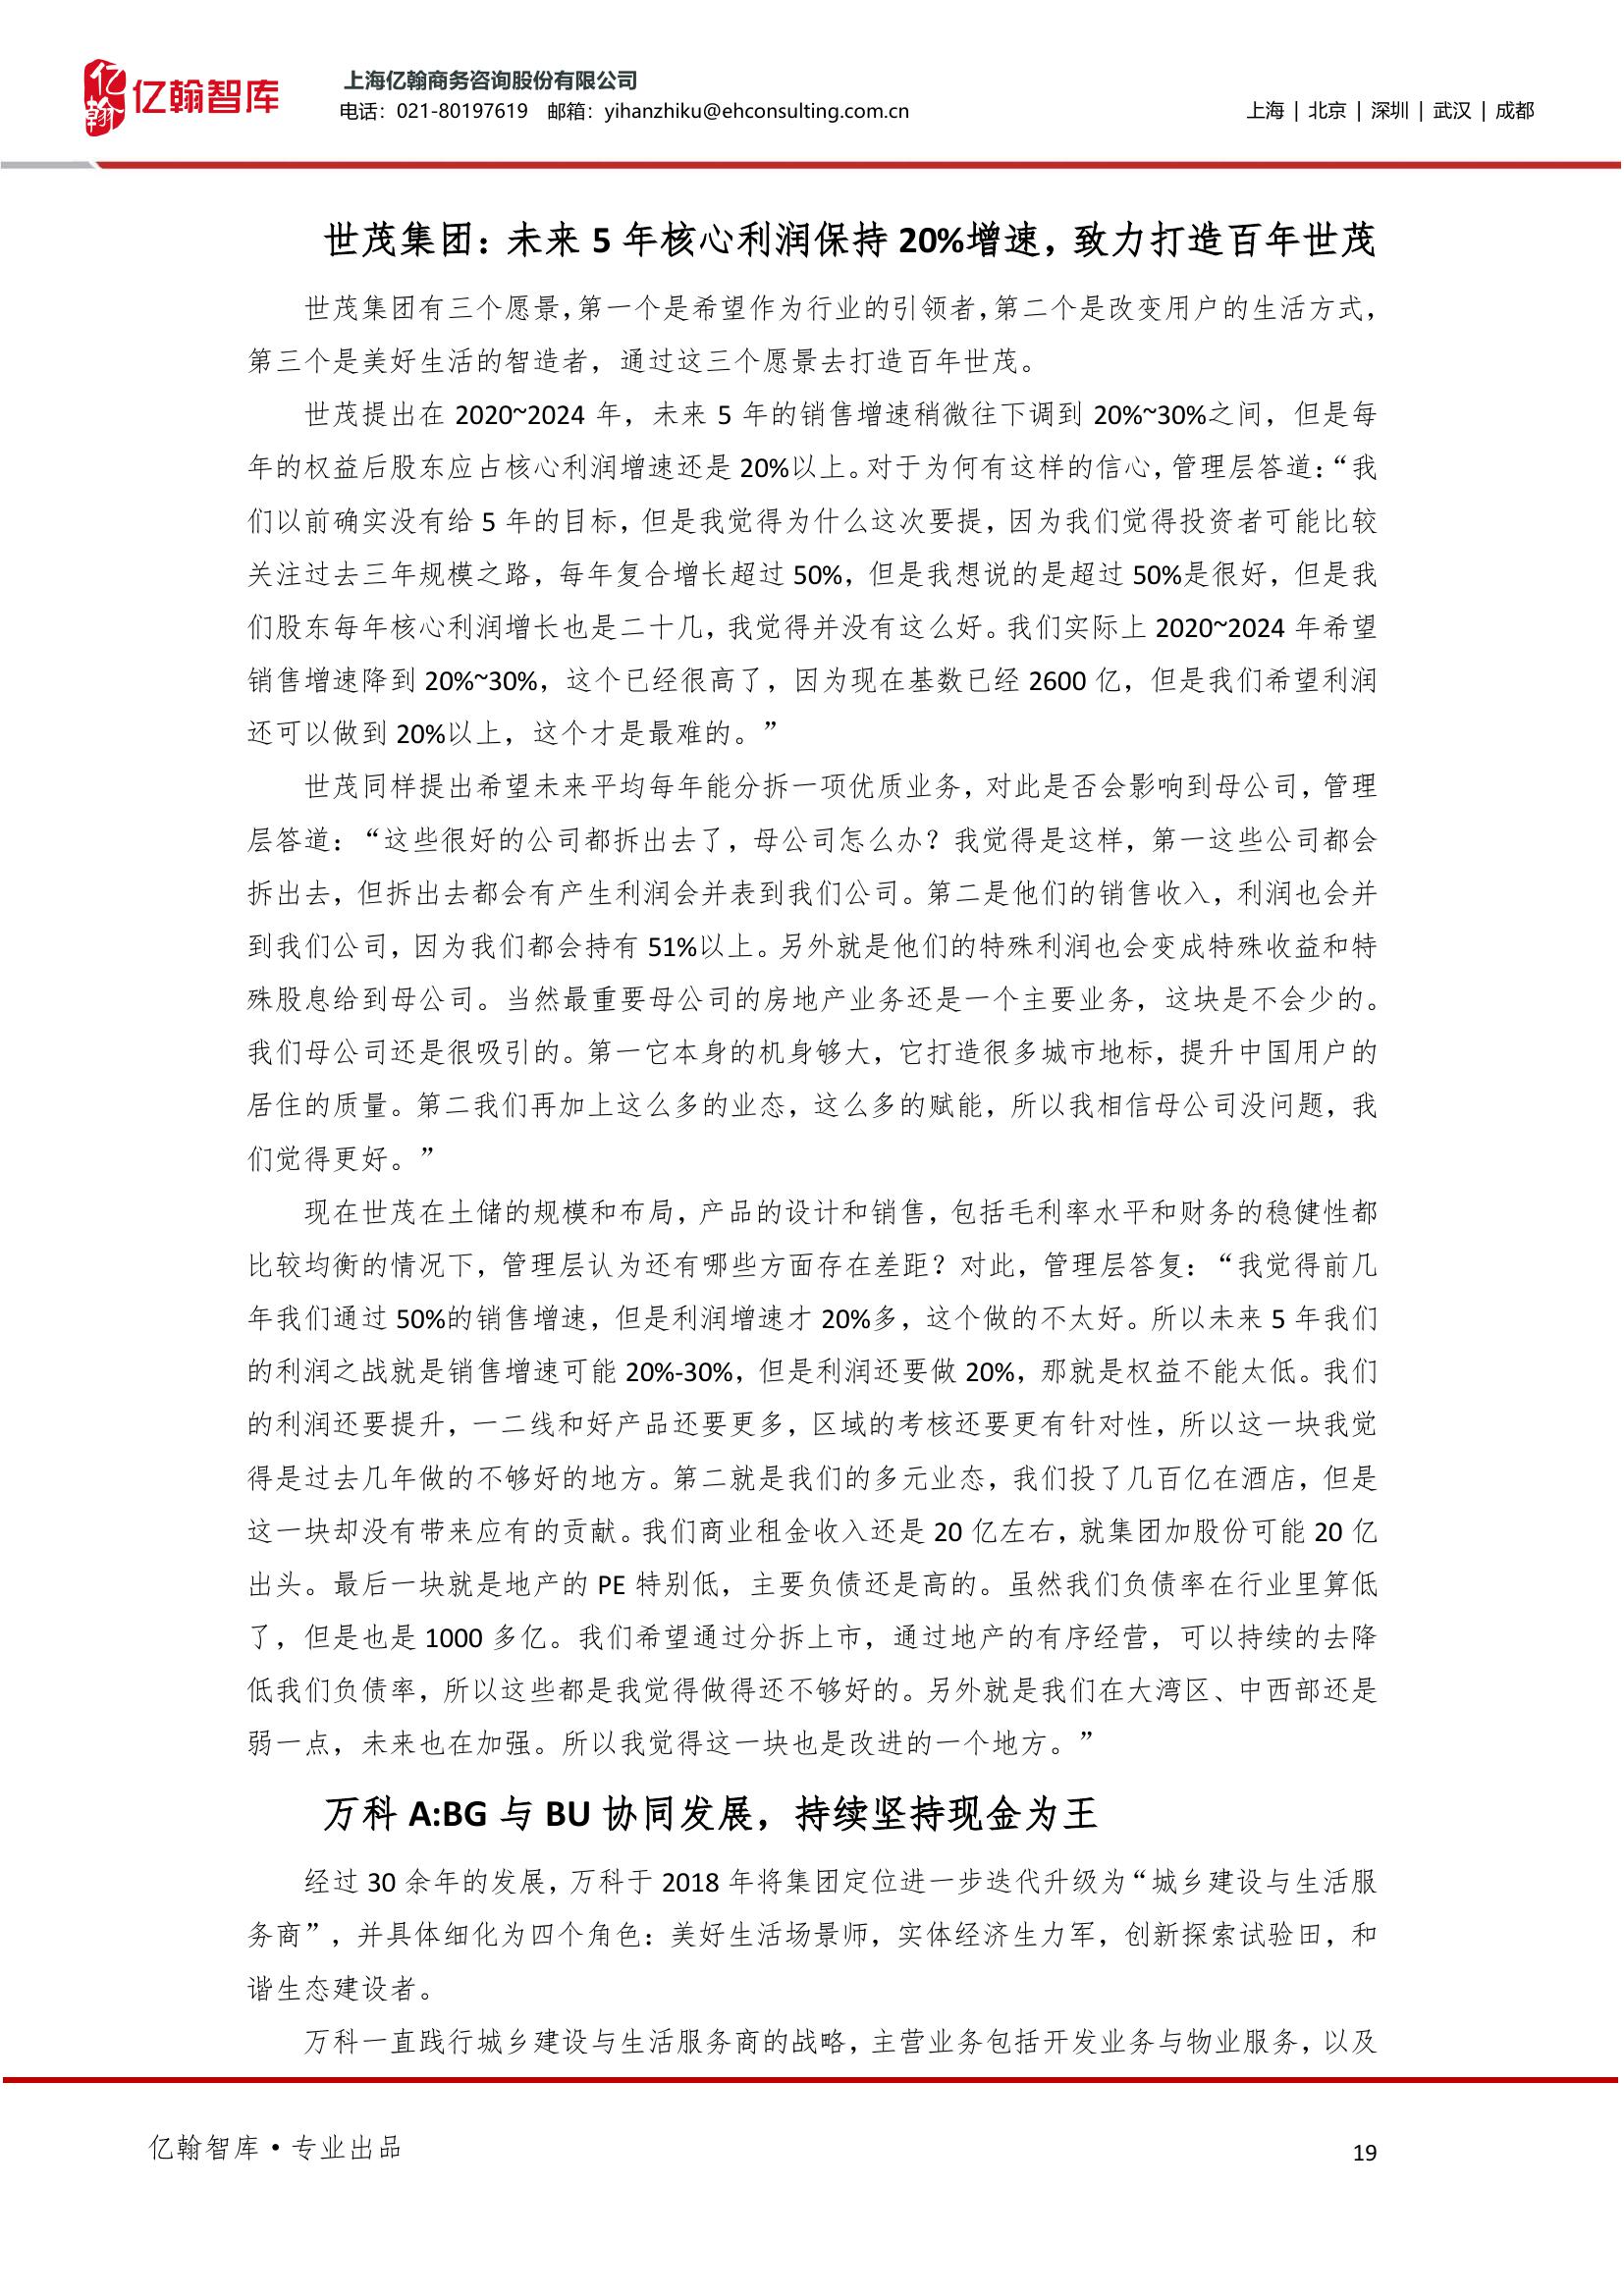 亿翰
亿翰智库
上海亿翰商务咨询股份有限公司
电话：021-80197619 邮箱：yihanzhiku@ehconsulting.com.cn
上海 | 北京 | 深圳 | 武汉 | 成都
世茂集团：未来 5 年核心利润保持 20%增速，致力打造百年世茂
世茂集团有三个愿景，第一个是希望作为行业的引领者，第二个是改变用户的生活方式，
第三个是美好生活的智造者，通过这三个愿景去打造百年世茂。
世茂提出在 2020~2024 年，未来 5 年的销售增速稍微往下调到 20%~30%之间，但是每
年的权益后股东应占核心利润增速还是 20%以上。对于为何有这样的信心，管理层答道：“我
们以前确实没有给 5 年的目标，但是我觉得为什么这次要提，因为我们觉得投资者可能比较
关注过去三年规模之路，每年复合增长超过 50%，但是我想说的是超过 50%是很好，但是我
们股东每年核心利润增长也是二十几，我觉得并没有这么好。我们实际上 2020~2024 年希望
销售增速降到 20%~30%，这个已经很高了，因为现在基数已经 2600 亿，但是我们希望利润
还可以做到 20%以上，这个才是最难的。”
世茂同样提出希望未来平均每年能分拆一项优质业务，对此是否会影响到母公司，管理
层答道：“这些很好的公司都拆出去了，母公司怎么办？我觉得是这样，第一这些公司都会
拆出去，但拆出去都会有产生利润会并表到我们公司。第二是他们的销售收入，利润也会并
到我们公司，因为我们都会持有 51%以上。另外就是他们的特殊利润也会变成特殊收益和特
殊股息给到母公司。当然最重要母公司的房地产业务还是一个主要业务，这块是不会少的。
我们母公司还是很吸引的。第一它本身的机身够大，它打造很多城市地标，提升中国用户的
居住的质量。第二我们再加上这么多的业态，这么多的赋能，所以我相信母公司没问题，我
们觉得更好。”
现在世茂在土储的规模和布局，产品的设计和销售，包括毛利率水平和财务的稳健性都
比较均衡的情况下，管理层认为还有哪些方面存在差距？对此，管理层答复：“我觉得前几
年我们通过 50%的销售增速，但是利润增速才 20%多，这个做的不太好。所以未来 5 年我们
的利润之战就是销售增速可能 20%-30%，但是利润还要做 20%，那就是权益不能太低。我们
的利润还要提升，一二线和好产品还要更多，区域的考核还要更有针对性，所以这一块我觉
得是过去几年做的不够好的地方。第二就是我们的多元业态，我们投了几百亿在酒店，但是
这一块却没有带来应有的贡献。我们商业租金收入还是 20 亿左右，就集团加股份可能 20 亿
出头。最后一块就是地产的 PE 特别低，主要负债还是高的。虽然我们负债率在行业里算低
了，但是也是 1000 多亿。我们希望通过分拆上市，通过地产的有序经营，可以持续的去降
低我们负债率，所以这些都是我觉得做得还不够好的。另外就是我们在大湾区、中西部还是
弱一点，未来也在加强。所以我觉得这一块也是改进的一个地方。”
万科 A:BG 与 BU 协同发展，持续坚持现金为王
经过 30 余年的发展，万科于 2018 年将集团定位进一步迭代升级为“城乡建设与生活服
务商”，并具体细化为四个角色：美好生活场景师，实体经济生力军，创新探索试验田，和
谐生态建设者。
万科一直践行城乡建设与生活服务商的战略，主营业务包括开发业务与物业服务，以及
亿翰智库·专业出品
19